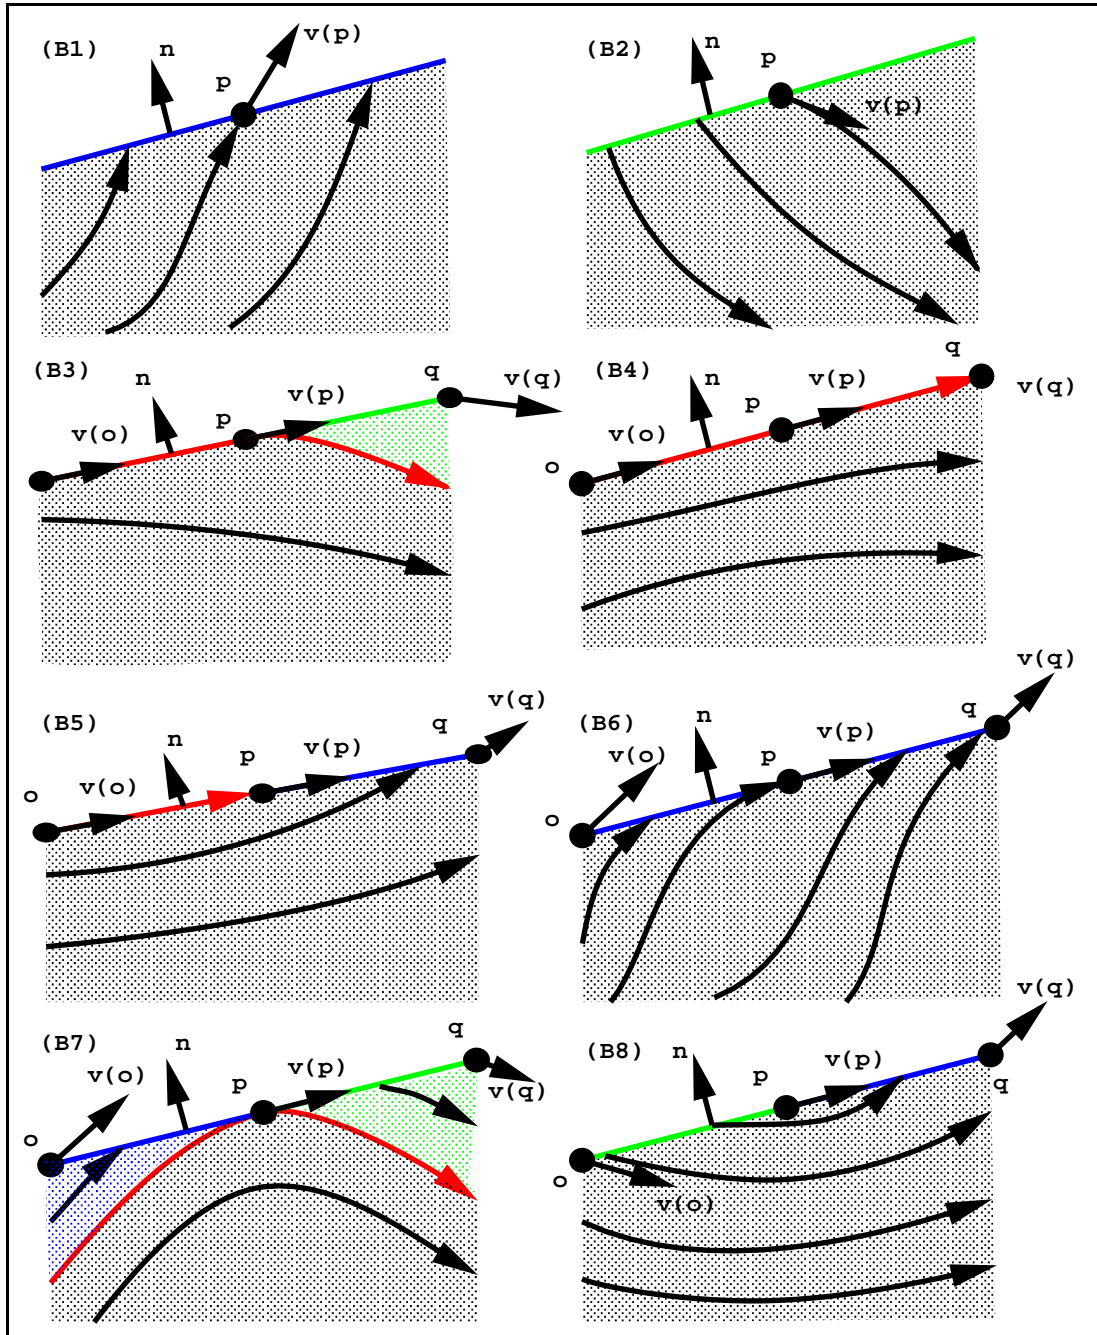 (B1) n v(p)
p
(B2) n p
v(p)
(B3) n v(p) q v(q)
v(o) p
(B4) n v(p) q v(q)
v(o) p
o
(B5) n p v(p) q v(q)
o v(o)
(B6) n p v(p) q v(q)
v(o)
o
(B7) n p v(p) q
v(o) v(q)
o
(B8) n p v(p) v(q)
q
o v(o)